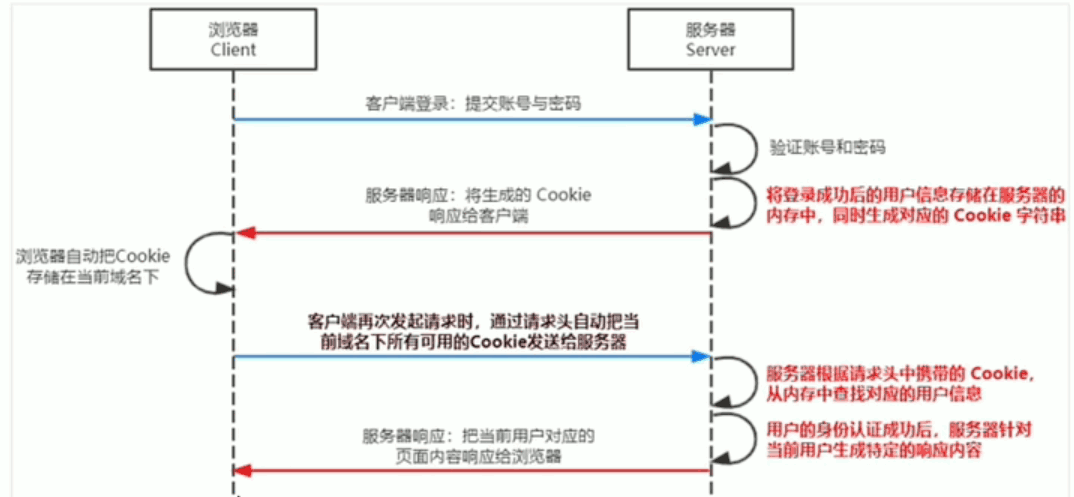 浏览器
Client
服务器
Server
客户端登录：提交账号与密码
验证账号和密码
服务器响应：将生成的 Cookie
响应给客户端
将登录成功后的用户信息存储在服务器的
内存中，同时生成对应的 Cookie 字符串
浏览器自动把Cookie
存储在当前域名下
客户端再次发起请求时，通过请求头自动把当
前域名下所有可用的Cookie发送给服务器
服务器根据请求头中携带的 Cookie，
从内存中查找对应的用户信息
服务器响应：把当前用户对应的
页面内容响应给浏览器
用户的身份认证成功后，服务器针对
当前用户生成特定的响应内容